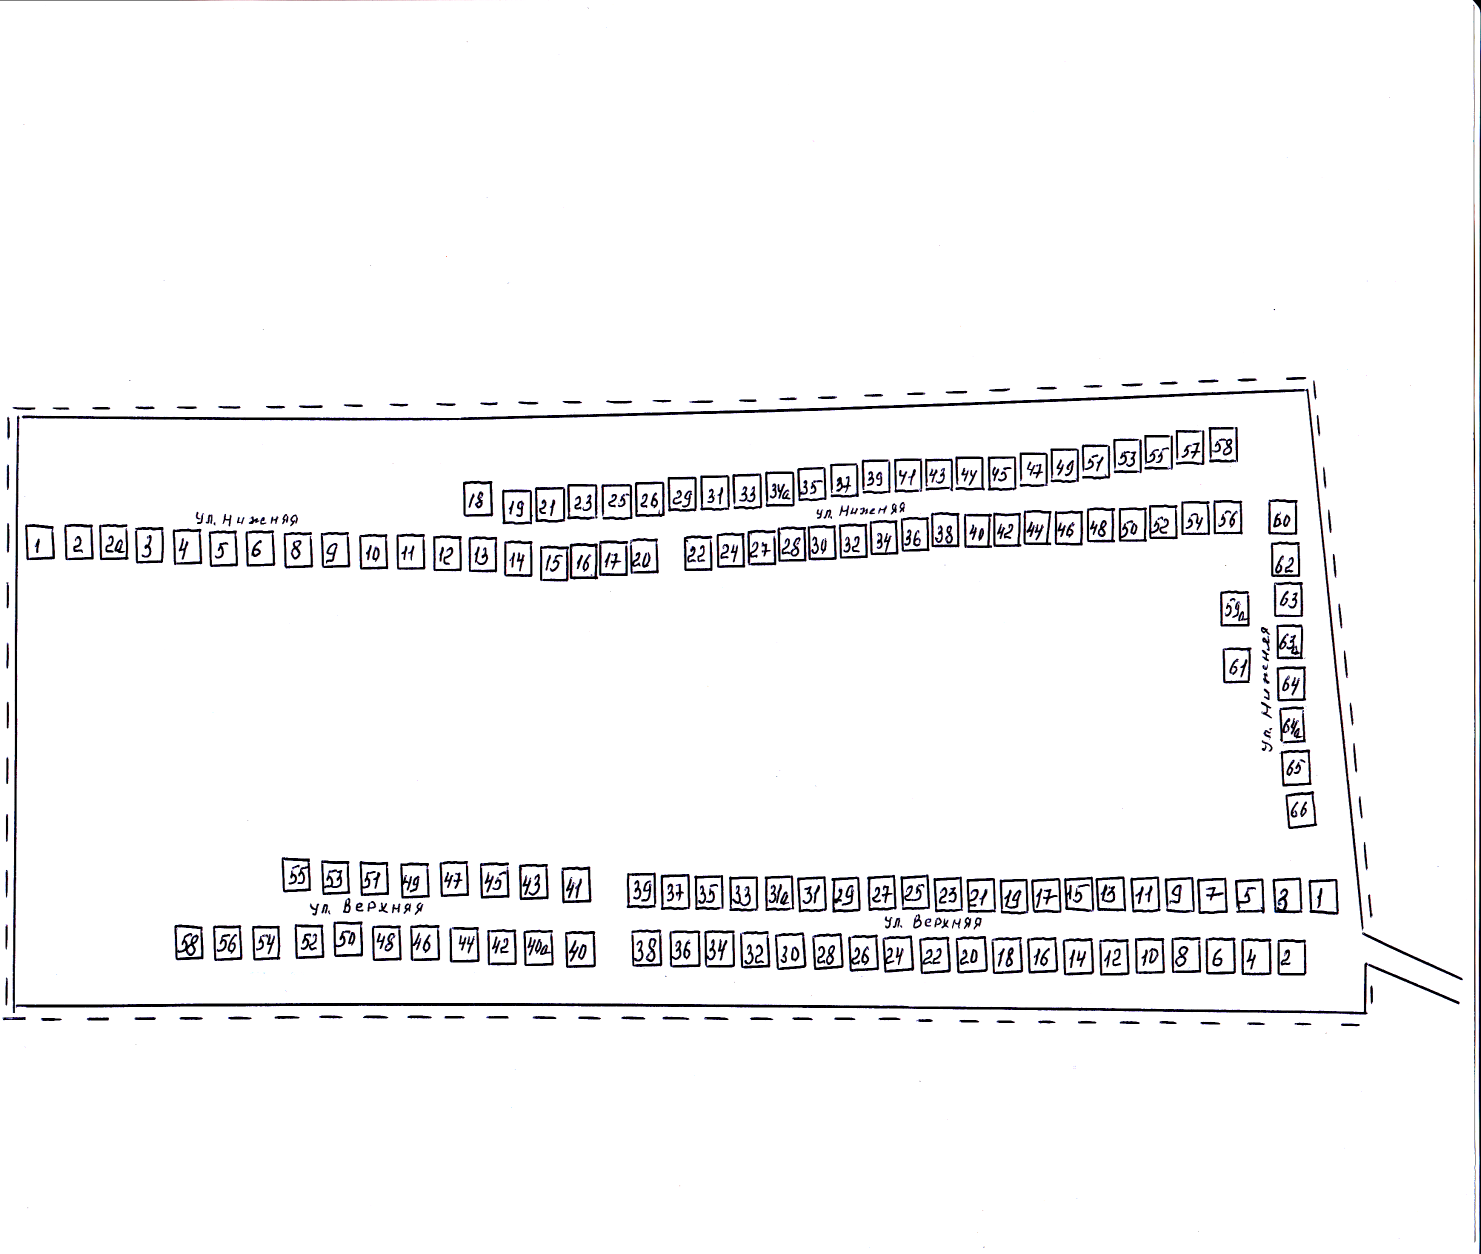 18 19 21 23 25 26 29 31 33 34а 35 37 39 41 43 44 45 47 49 51 53 55 57 58
ул. Нижняя
ул. Нижняя
1 2 2а 3 4 5 6 8 9 10 11 12 13 14 15 16 17 20 22 24 27 28 30 32 34 36 38 40 42 44 46 48 50 52 54 56 60
62
59а 63
63а
61 64
ул. Нижняя
64а
65
66
55 53 51 49 47 45 43 41 39 37 35 33 31а 31 29 27 25 23 21 19 17 15 13 11 9 7 5 3 1
ул. Верхняя ул. Верхняя
58 56 54 52 50 48 46 44 42 40а 40 38 36 34 32 30 28 26 24 22 20 18 16 14 12 10 8 6 4 2